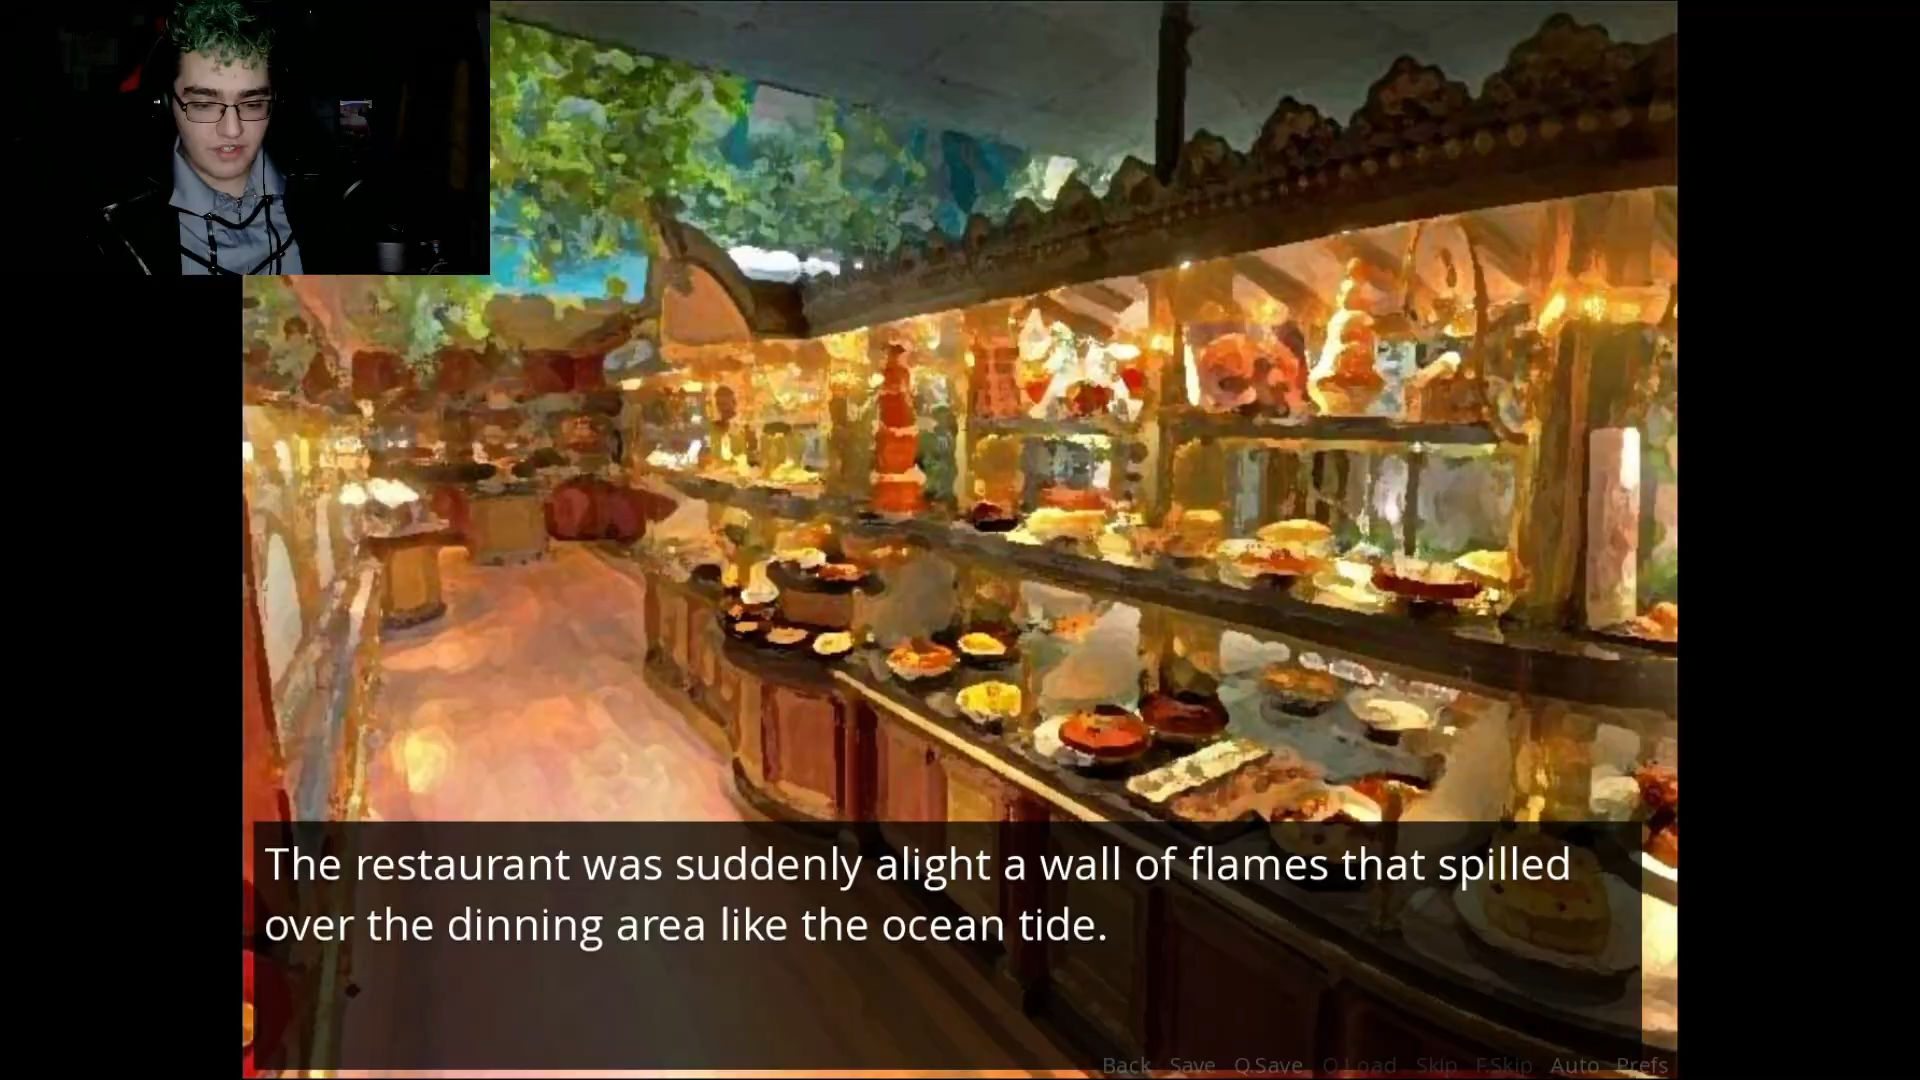 The restaurant was suddenly alight a wall of flames that spilled
over the dinning area like the ocean tide.
Back Save Q.Save Q.Load Skip F.Skip Auto Prefs